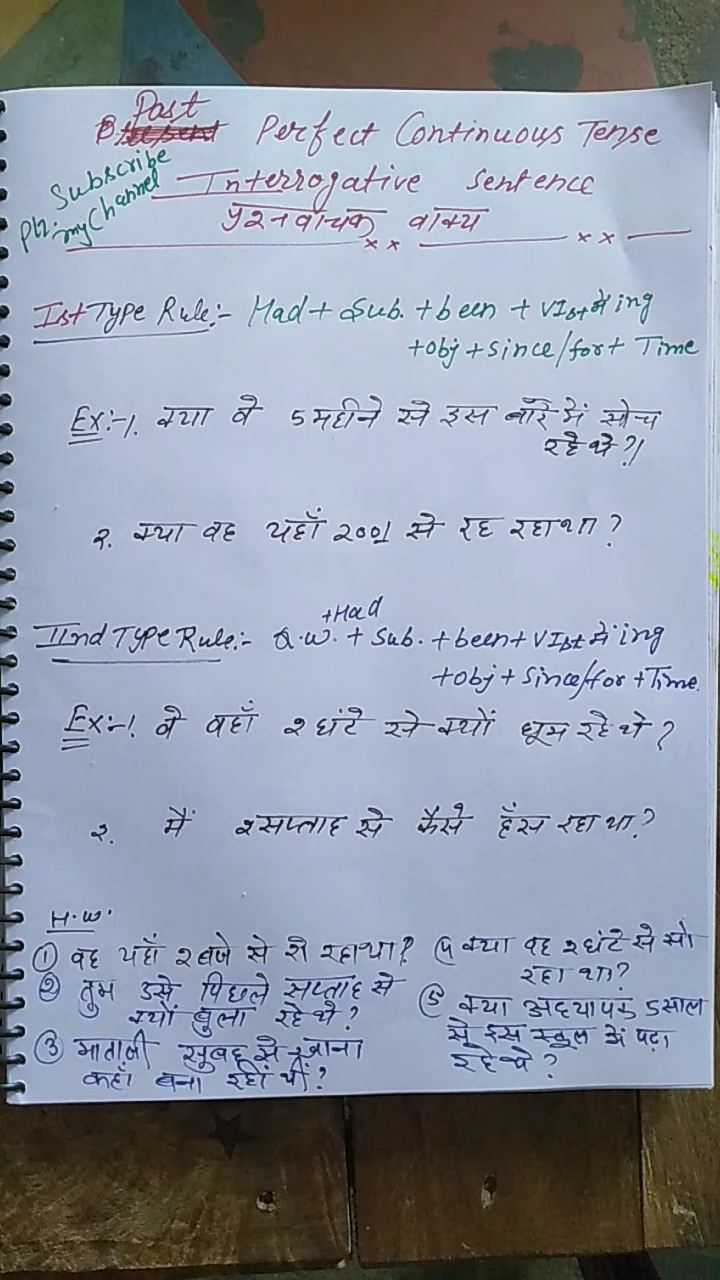 Past
Perfect Continuous Tense
Subscribe
my Channel
Interrogative sentence
प्रश्नवाचक वाक्य
xx xx
Ist Type Rule:- Had + Sub. + been + VIst में ing
+obj + since/for + Time
Ex:-1. क्या वे 5 महीने से इस बारे में सोच
रहे थे?
2. क्या वह यहाँ 2001 से रह रहा था?
+Had
IInd Type Rule:- Q.W. + Sub. + been + VIst में ing
+obj + Since/for + Time.
Ex:-1. वे वहाँ 2 घंटे से क्यों घूम रहे थे?
2. मैं 2 सप्ताह से कैसे हँस रहा था?
H.W.
① वह यहाँ 2 बजे से रो रहा था?
② तुम उसे पिछले सप्ताह से
क्यों बुला रहे थे?
③ माताजी सुबह से खाना
कहाँ बना रहीं थीं?
④ क्या वह 2 घंटे से सो
रहा था?
⑤ क्या अध्यापक 5 साल
से इस स्कूल में पढ़ा
रहे थे?